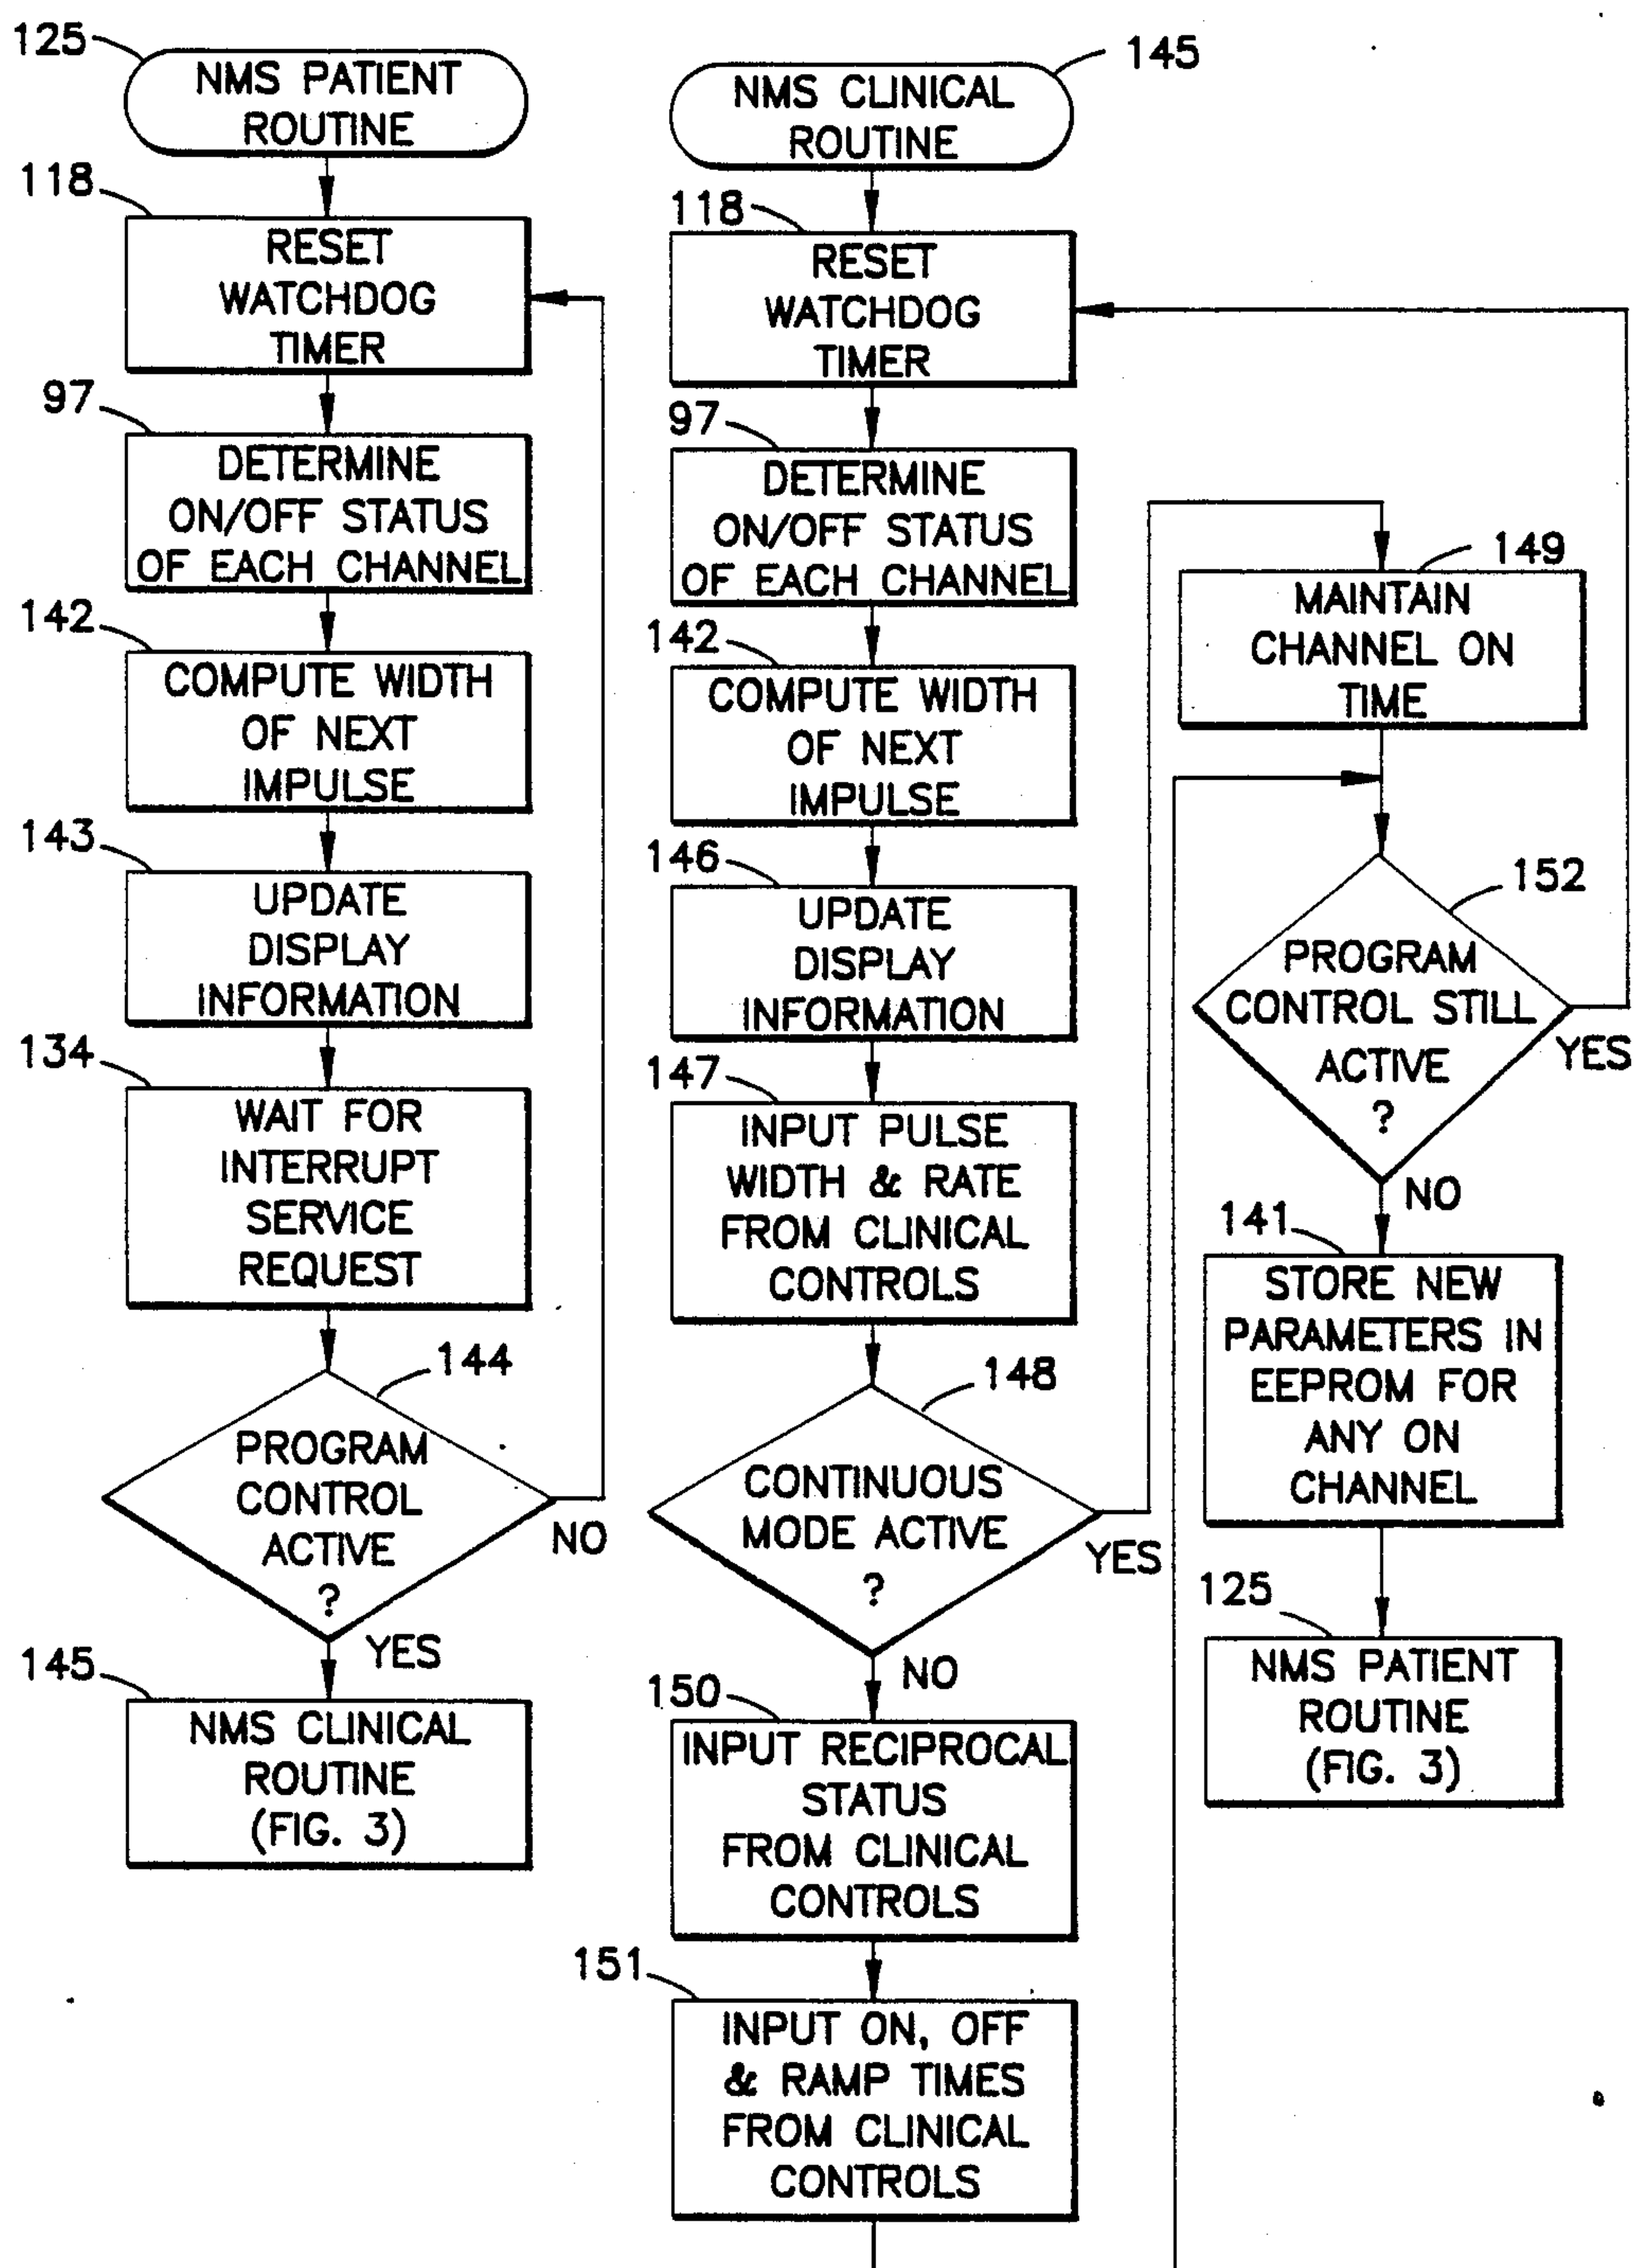 125
NMS PATIENT
ROUTINE
118
RESET
WATCHDOG
TIMER
97
DETERMINE
ON/OFF STATUS
OF EACH CHANNEL
142
COMPUTE WIDTH
OF NEXT
IMPULSE
143
UPDATE
DISPLAY
INFORMATION
134
WAIT FOR
INTERRUPT
SERVICE
REQUEST
144
PROGRAM
CONTROL
ACTIVE
?
NO
YES
145
NMS CLINICAL
ROUTINE
(FIG. 3)
145
NMS CLINICAL
ROUTINE
118
RESET
WATCHDOG
TIMER
97
DETERMINE
ON/OFF STATUS
OF EACH CHANNEL
142
COMPUTE WIDTH
OF NEXT
IMPULSE
146
UPDATE
DISPLAY
INFORMATION
147
INPUT PULSE
WIDTH & RATE
FROM CLINICAL
CONTROLS
148
CONTINUOUS
MODE ACTIVE
?
YES
NO
150
INPUT RECIPROCAL
STATUS
FROM CLINICAL
CONTROLS
151
INPUT ON, OFF
& RAMP TIMES
FROM CLINICAL
CONTROLS
149
MAINTAIN
CHANNEL ON
TIME
152
PROGRAM
CONTROL STILL
ACTIVE
?
YES
NO
141
STORE NEW
PARAMETERS IN
EEPROM FOR
ANY ON
CHANNEL
125
NMS PATIENT
ROUTINE
(FIG. 3)